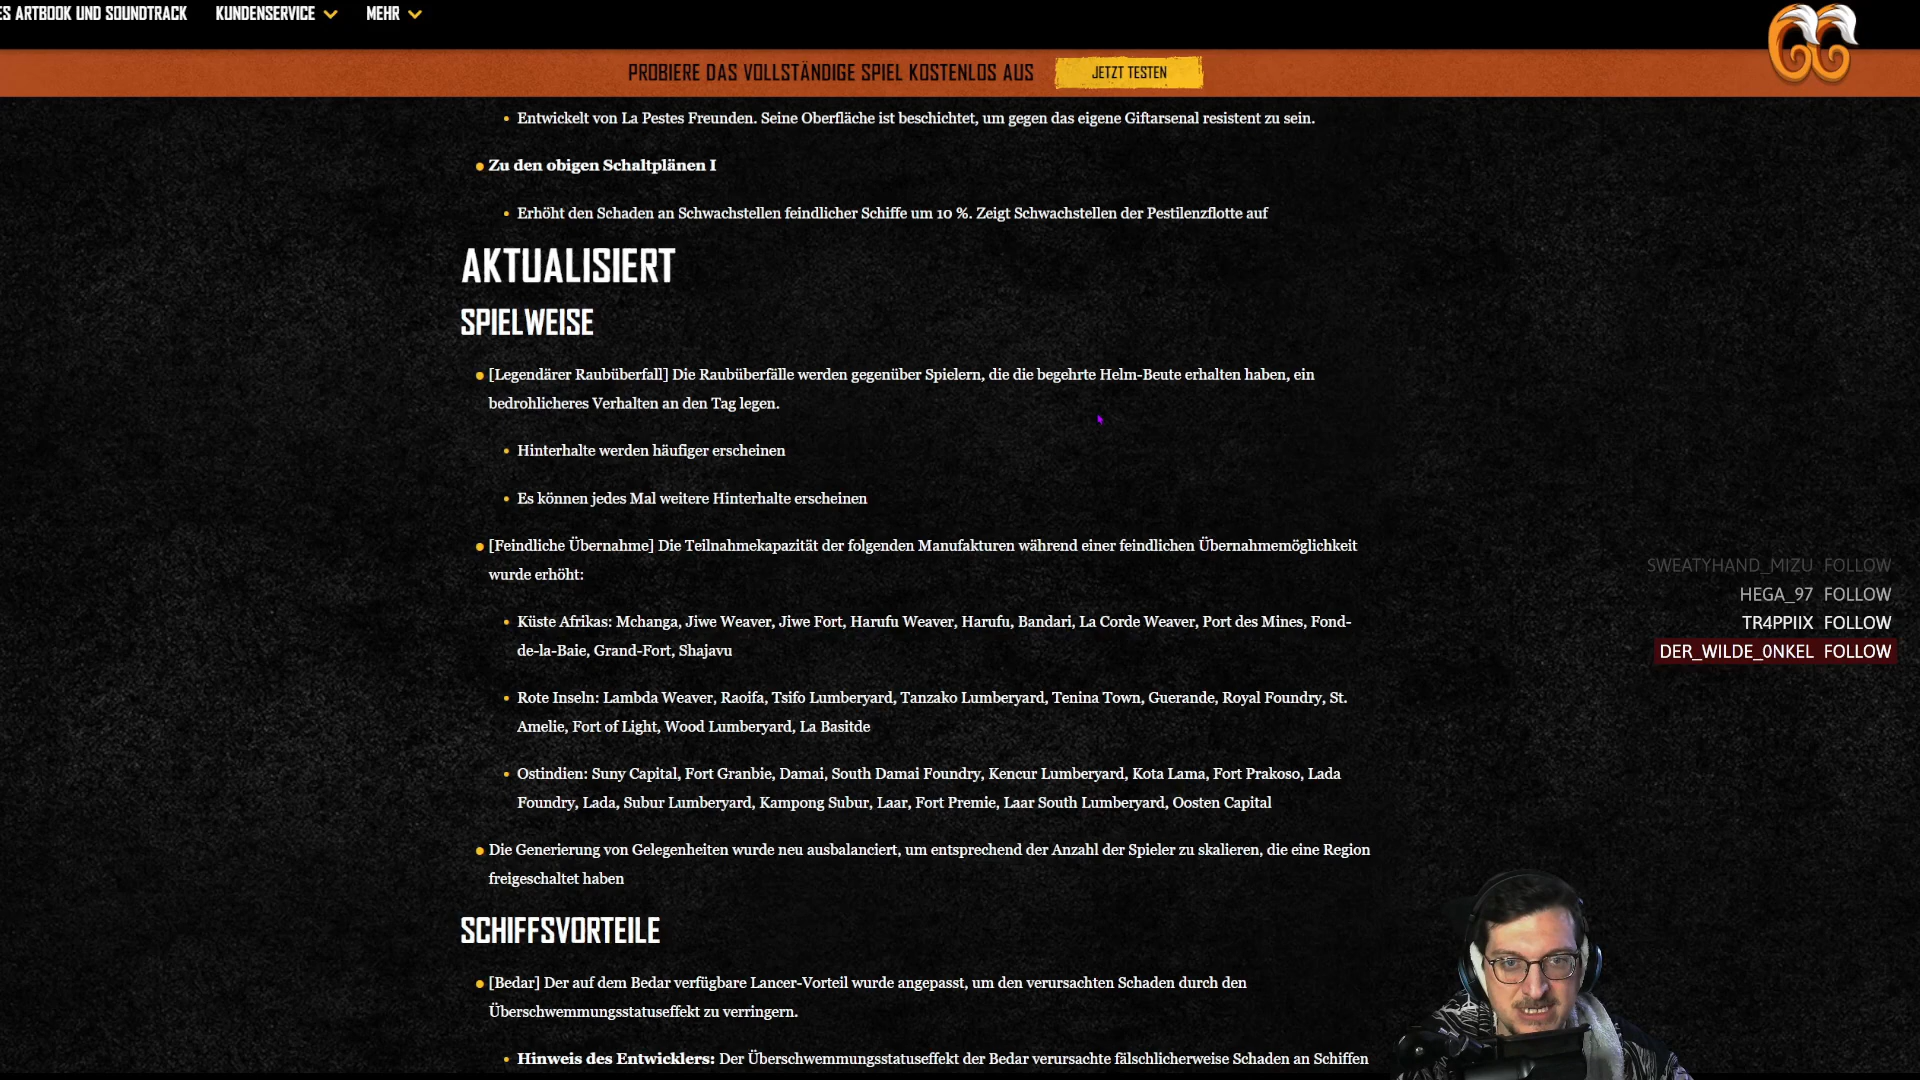 ES ARTBOOK UND SOUNDTRACK
KUNDENSERVICE
MEHR
PROBIERE DAS VOLLSTÄNDIGE SPIEL KOSTENLOS AUS
JETZT TESTEN
Entwickelt von La Pestes Freunden. Seine Oberfläche ist beschichtet, um gegen das eigene Giftarsenal resistent zu sein.
Zu den obigen Schaltplänen I
Erhöht den Schaden an Schwachstellen feindlicher Schiffe um 10 %. Zeigt Schwachstellen der Pestilenzflotte auf
AKTUALISIERT
SPIELWEISE
[Legendärer Raubüberfall] Die Raubüberfälle werden gegenüber Spielern, die die begehrte Helm-Beute erhalten haben, ein
bedrohlicheres Verhalten an den Tag legen.
Hinterhalte werden häufiger erscheinen
Es können jedes Mal weitere Hinterhalte erscheinen
[Feindliche Übernahme] Die Teilnahmekapazität der folgenden Manufakturen während einer feindlichen Übernahmemöglichkeit
wurde erhöht:
Küste Afrikas: Mchanga, Jiwe Weaver, Jiwe Fort, Harufu Weaver, Harufu, Bandari, La Corde Weaver, Port des Mines, Fond-
de-la-Baie, Grand-Fort, Shajavu
Rote Inseln: Lambda Weaver, Raoifa, Tsifo Lumberyard, Tanzako Lumberyard, Tenina Town, Guerande, Royal Foundry, St.
Amelie, Fort of Light, Wood Lumberyard, La Basitde
Ostindien: Suny Capital, Fort Granbie, Damai, South Damai Foundry, Kencur Lumberyard, Kota Lama, Fort Prakoso, Lada
Foundry, Lada, Subur Lumberyard, Kampong Subur, Laar, Fort Premie, Laar South Lumberyard, Oosten Capital
Die Generierung von Gelegenheiten wurde neu ausbalanciert, um entsprechend der Anzahl der Spieler zu skalieren, die eine Region
freigeschaltet haben
SCHIFFSVORTEILE
[Bedar] Der auf dem Bedar verfügbare Lancer-Vorteil wurde angepasst, um den verursachten Schaden durch den
Überschwemmungsstatuseffekt zu verringern.
Hinweis des Entwicklers: Der Überschwemmungsstatuseffekt der Bedar verursachte fälschlicherweise Schaden an Schiffen
SWEATYHAND_MIZU FOLLOW
HEGA_97 FOLLOW
TR4PPIIX FOLLOW
DER_WILDE_0NKEL FOLLOW